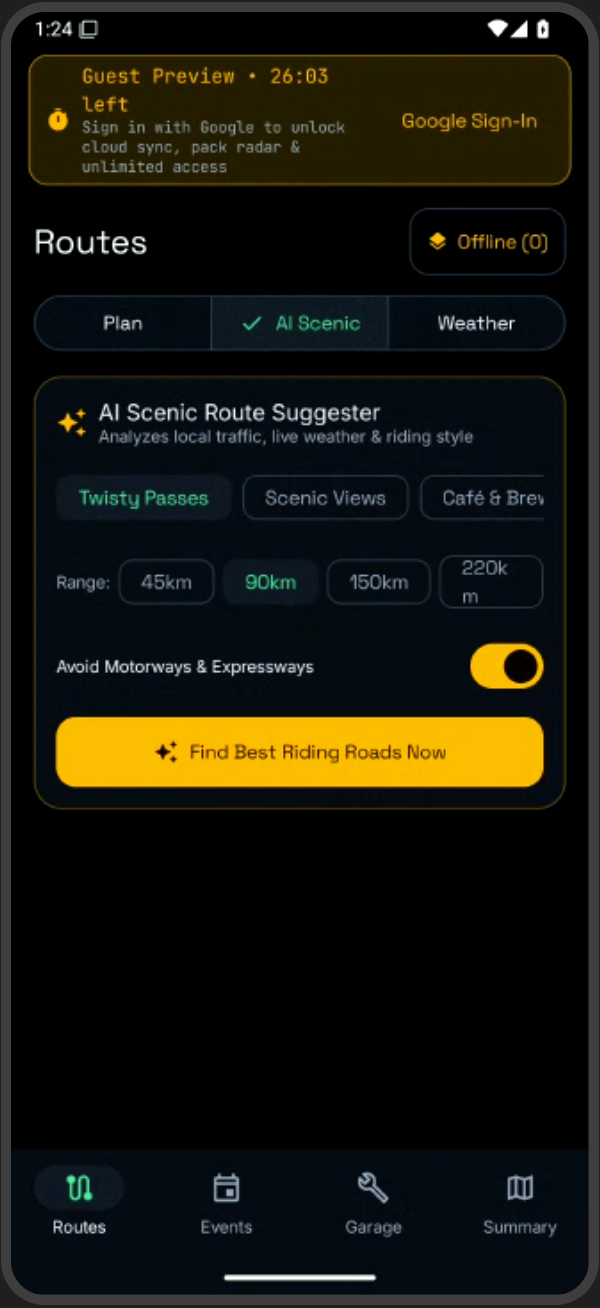 1:24
Guest Preview • 26:03
left
Sign in with Google to unlock
cloud sync, pack radar &
unlimited access
Google Sign-In
Routes
Offline (0)
Plan
AI Scenic
Weather
AI Scenic Route Suggester
Analyzes local traffic, live weather & riding style
Twisty Passes
Scenic Views
Café & Brew
Range:
45km
90km
150km
220k
m
Avoid Motorways & Expressways
Find Best Riding Roads Now
Routes
Events
Garage
Summary